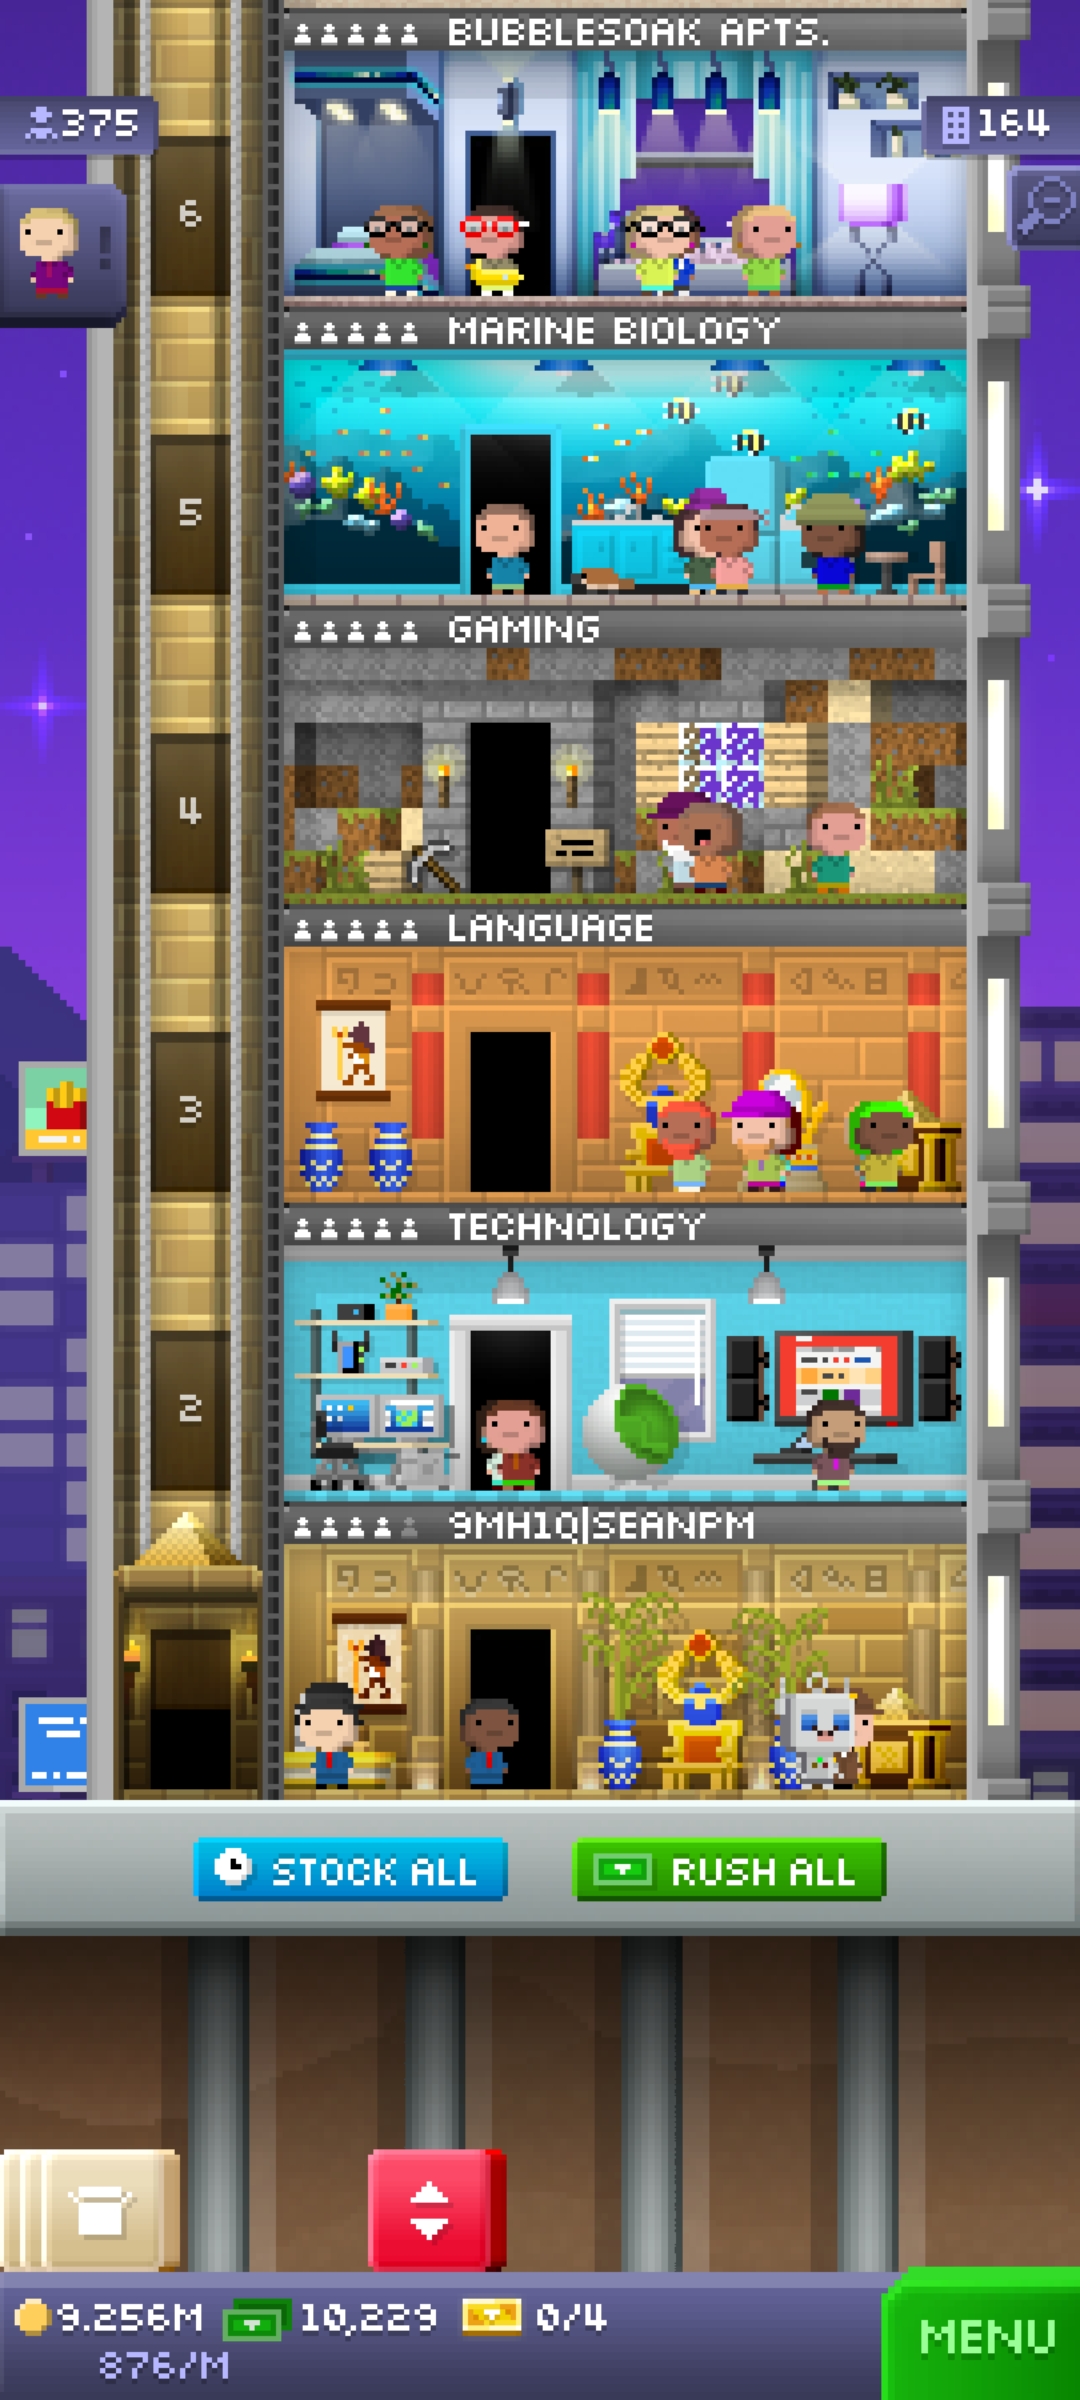 BUBBLESOAK APTS.
375
164
6
MARINE BIOLOGY
5
GAMING
4
LANGUAGE
3
TECHNOLOGY
2
9MH1Q|SEANPM
STOCK ALL
RUSH ALL
9.256M
10,229
0/4
876/M
MENU